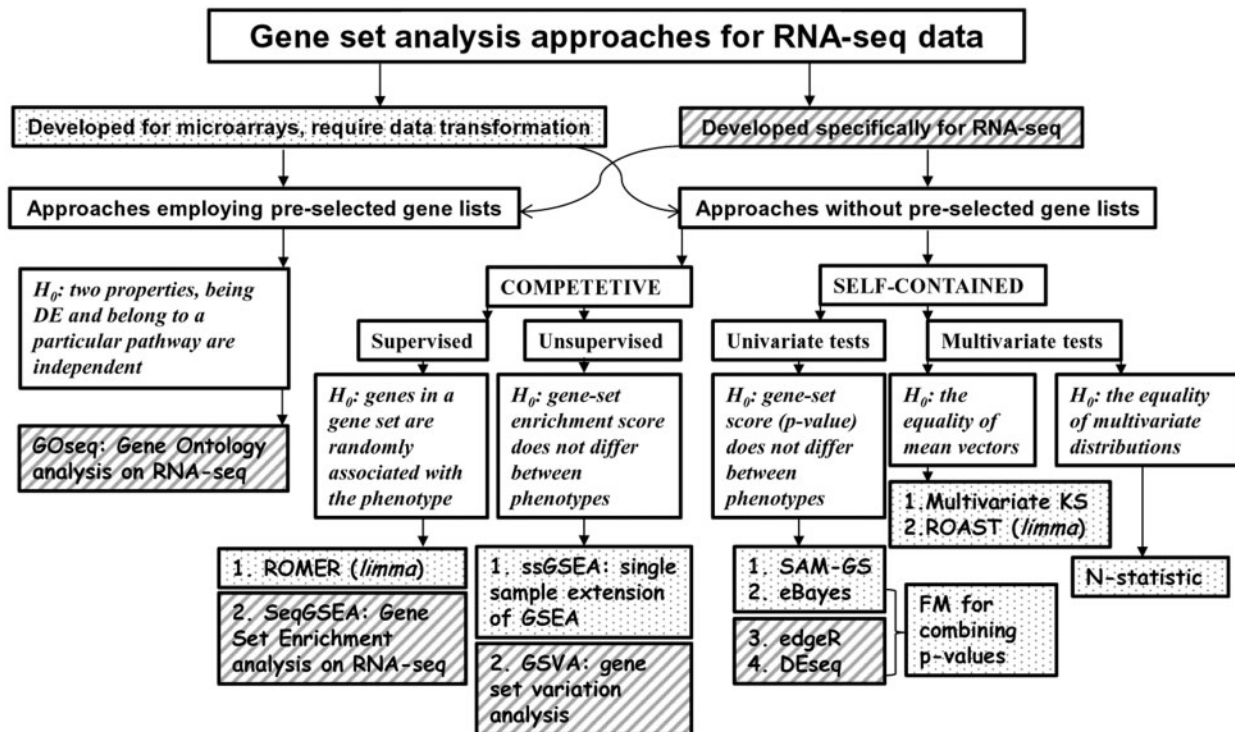 Gene set analysis approaches for RNA-seq data
Developed for microarrays, require data transformation
Developed specifically for RNA-seq
Approaches employing pre-selected gene lists
Approaches without pre-selected gene lists
H0: two properties, being
DE and belong to a
particular pathway are
independent
GOseq: Gene Ontology
analysis on RNA-seq
COMPETETIVE
SELF-CONTAINED
Supervised
Unsupervised
Univariate tests
Multivariate tests
H0: genes in a
gene set are
randomly
associated with
the phenotype
H0: gene-set
enrichment score
does not differ
between
phenotypes
H0: gene-set
score (p-value)
does not differ
between
phenotypes
H0: the
equality of
mean vectors
H0: the equality
of multivariate
distributions
1. ROMER (limma)
2. SeqGSEA: Gene
Set Enrichment
analysis on RNA-seq
1. ssGSEA: single
sample extension
of GSEA
2. GSVA: gene
set variation
analysis
1. SAM-GS
2. eBayes
3. edgeR
4. DEseq
FM for
combining
p-values
1.Multivariate KS
2.ROAST (limma)
N-statistic